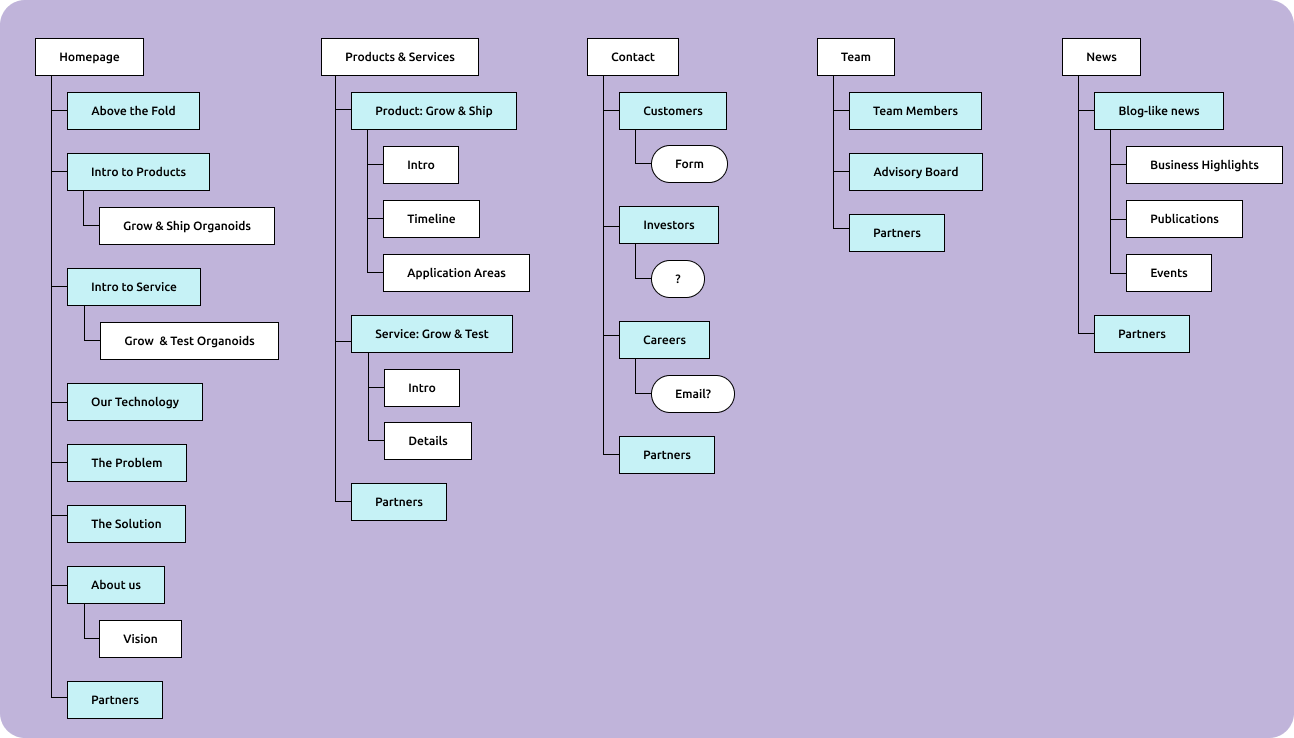 Homepage
Above the Fold
Intro to Products
Grow & Ship Organoids
Intro to Service
Grow  & Test Organoids
Our Technology
The Problem
The Solution
About us
Vision
Partners
Products & Services
Product: Grow & Ship
Intro
Timeline
Application Areas
Service: Grow & Test
Intro
Details
Partners
Contact
Customers
Form
Investors
?
Careers
Email?
Partners
Team
Team Members
Advisory Board
Partners
News
Blog-like news
Business Highlights
Publications
Events
Partners